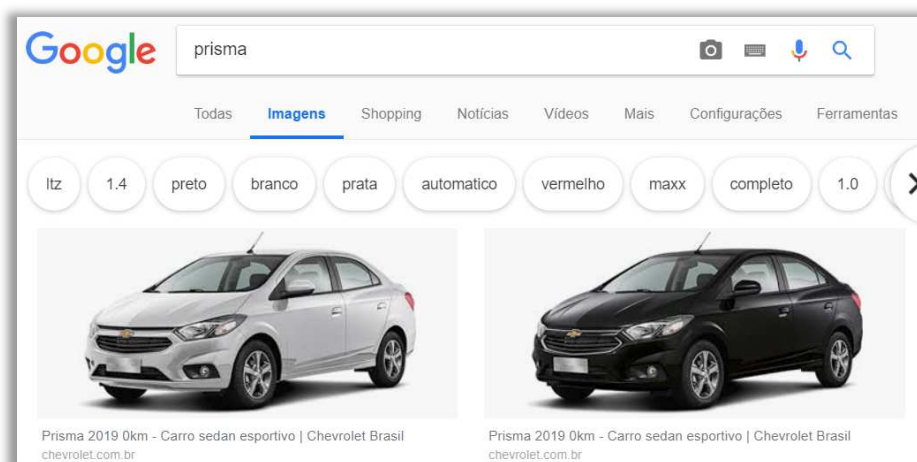 Google prisma
Todas Imagens Shopping Notícias Vídeos Mais Configurações Ferramentas
ltz 1.4 preto branco prata automatico vermelho maxx completo 1.0
Prisma 2019 0km - Carro sedan esportivo | Chevrolet Brasil
chevrolet.com.br
Prisma 2019 0km - Carro sedan esportivo | Chevrolet Brasil
chevrolet.com.br